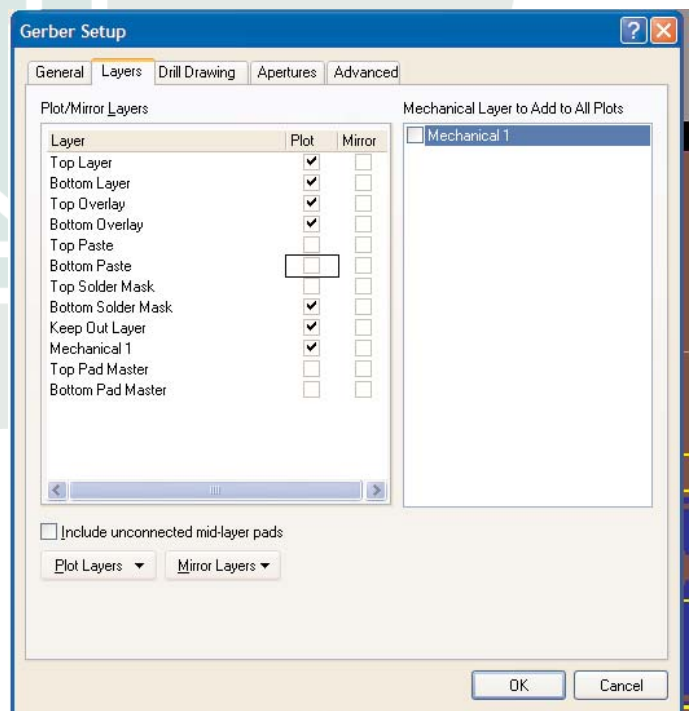 Gerber Setup
General Layers Drill Drawing Apertures Advanced
Plot/Mirror Layers
Layer Plot Mirror
Top Layer
Bottom Layer
Top Overlay
Bottom Overlay
Top Paste
Bottom Paste
Top Solder Mask
Bottom Solder Mask
Keep Out Layer
Mechanical 1
Top Pad Master
Bottom Pad Master
Mechanical Layer to Add to All Plots
Mechanical 1
Include unconnected mid-layer pads
Plot Layers Mirror Layers
OK Cancel